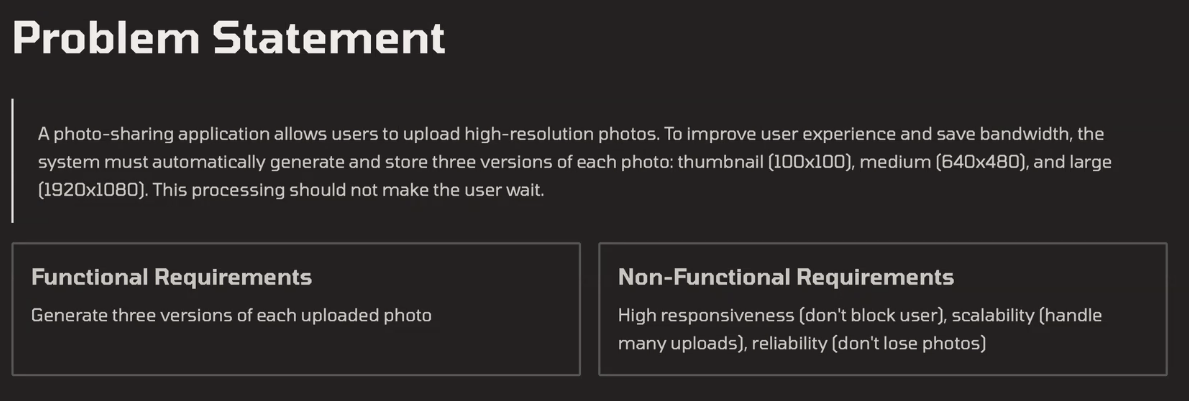 Problem Statement
A photo-sharing application allows users to upload high-resolution photos. To improve user experience and save bandwidth, the
system must automatically generate and store three versions of each photo: thumbnail (100x100), medium (640x480), and large
(1920x1080). This processing should not make the user wait.
Functional Requirements
Generate three versions of each uploaded photo
Non-Functional Requirements
High responsiveness (don't block user), scalability (handle
many uploads), reliability (don't lose photos)